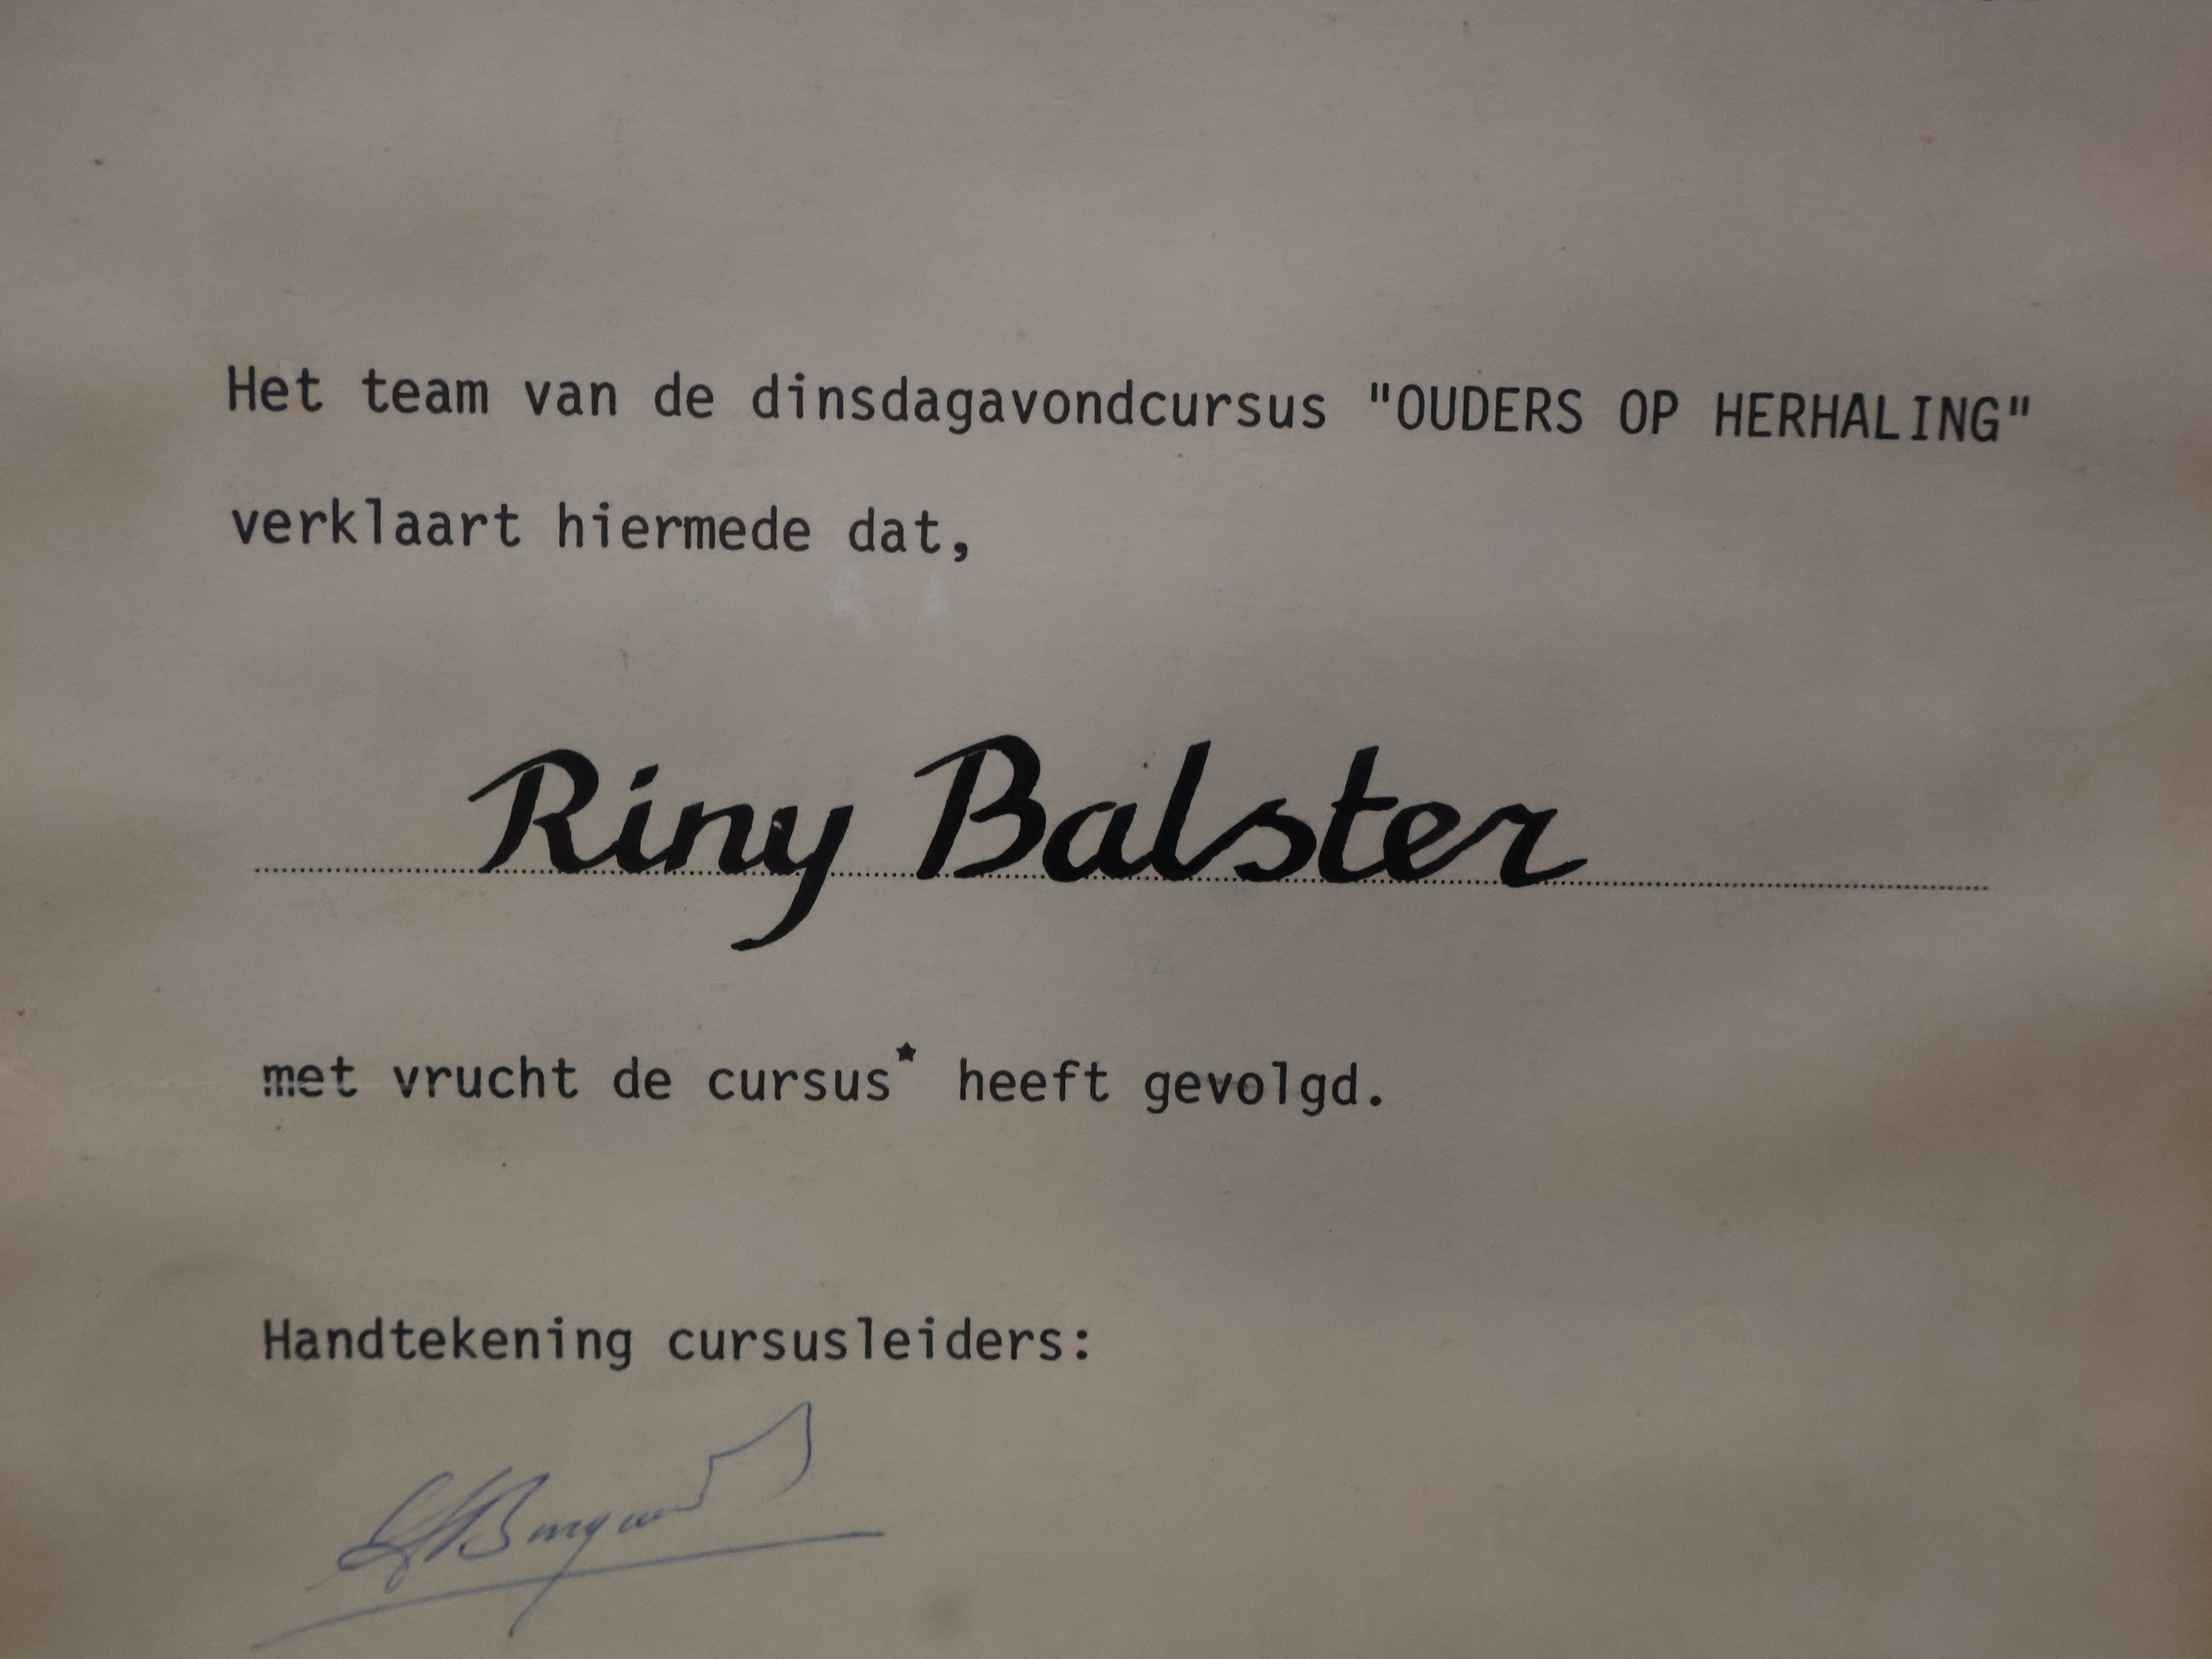 Het team van de dinsdagavondcursus "OUDERS OP HERHALING"
verklaart hiermede dat,
Riny Balster
met vrucht de cursus* heeft gevolgd.
Handtekening cursusleiders: